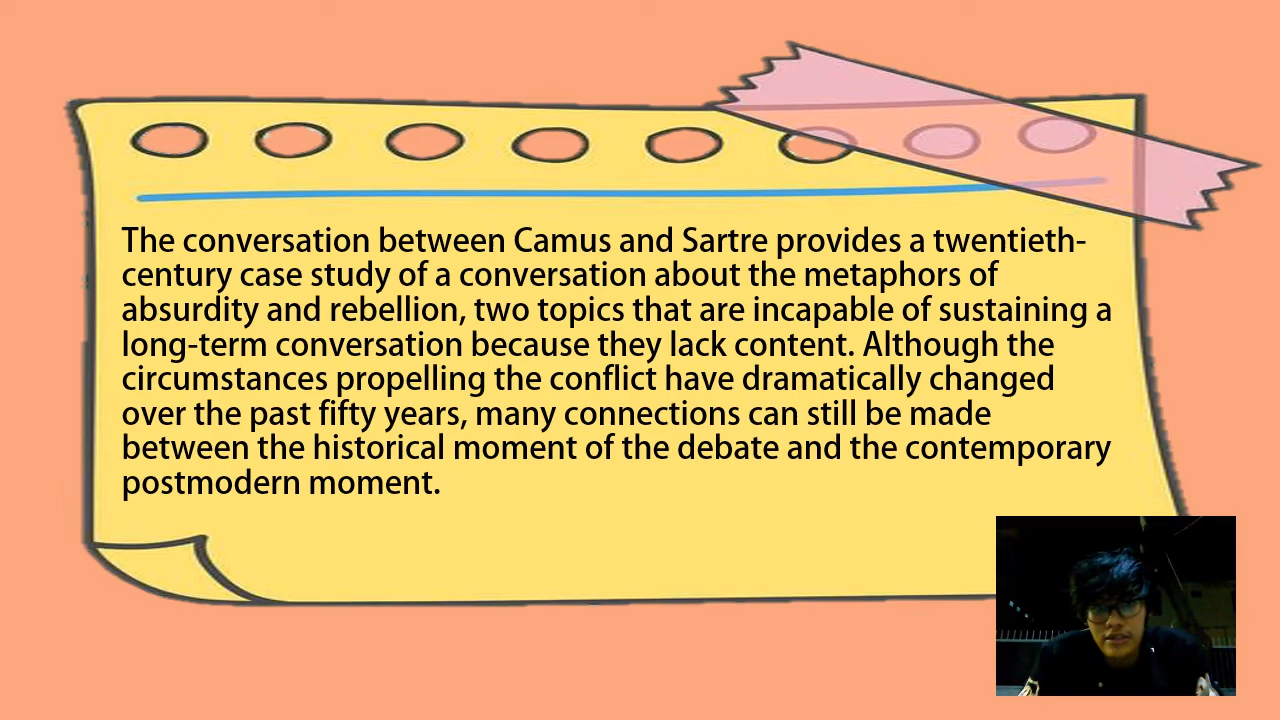 The conversation between Camus and Sartre provides a twentieth-
century case study of a conversation about the metaphors of
absurdity and rebellion, two topics that are incapable of sustaining a
long-term conversation because they lack content. Although the
circumstances propelling the conflict have dramatically changed
over the past fifty years, many connections can still be made
between the historical moment of the debate and the contemporary
postmodern moment.